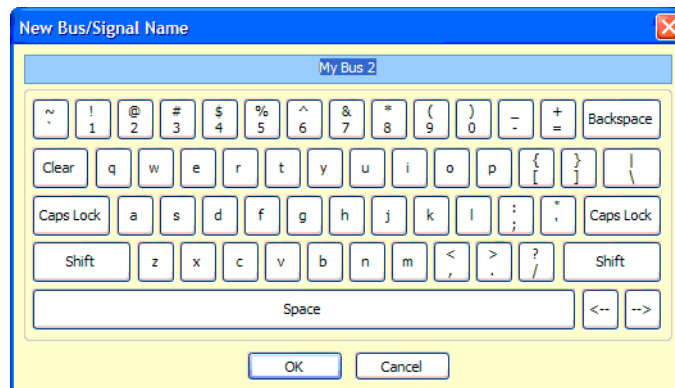 New Bus/Signal Name
My Bus 2
~ ! @ # $ % ^ & * ( ) _ + Backspace
` 1 2 3 4 5 6 7 8 9 0 - =
Clear q w e r t y u i o p { } |
[ ] \
Caps Lock a s d f g h j k l : " Caps Lock
; '
Shift z x c v b n m < > ? Shift
, . /
Space <-- -->
OK Cancel